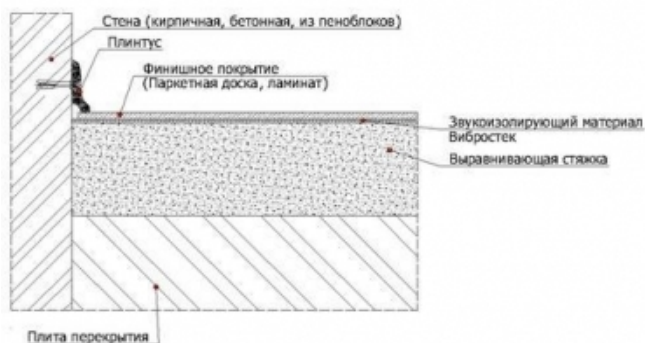 Стена (кирпичная, бетонная, из пеноблоков)
Плинтус
Финишное покрытие
(Паркетная доска, ламинат)
Звукоизолирующий материал
Вибростек
Выравнивающая стяжка
Плита перекрытия